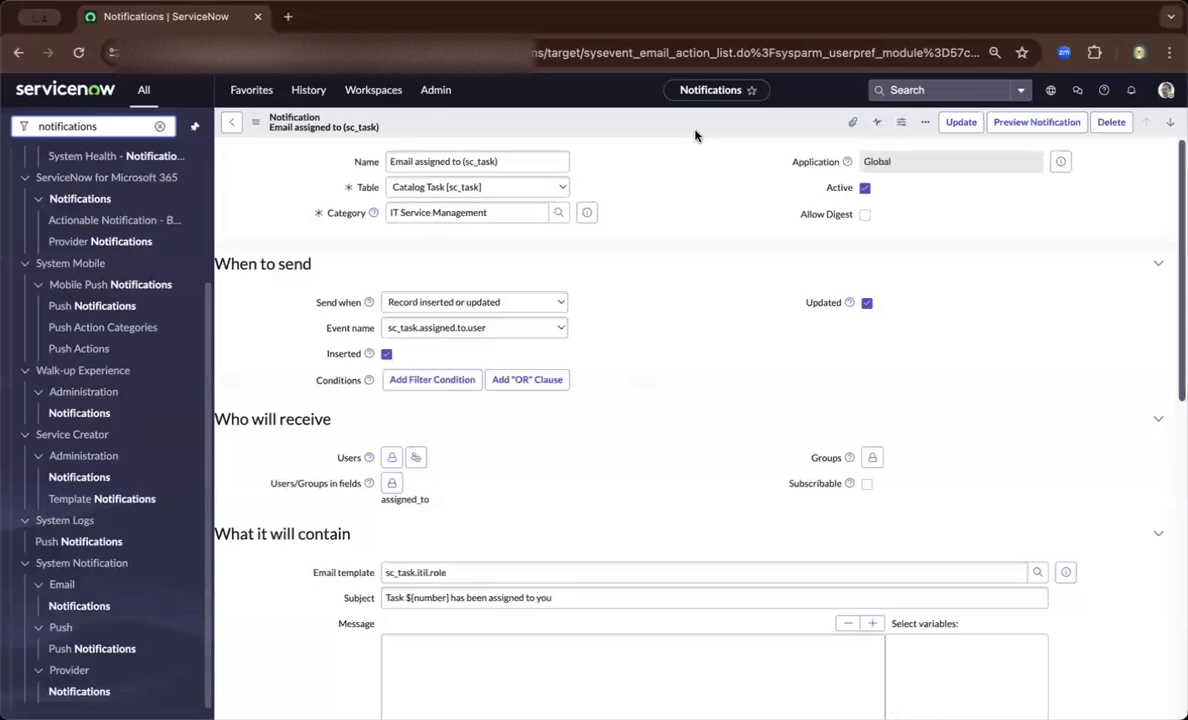 Notifications | ServiceNow
ns/target/sysevent_email_action_list.do%3Fsysparm_userpref_module%3D57c...
servicenow
All
Favorites
History
Workspaces
Admin
Notifications
Search
notifications
System Health - Notificatio...
ServiceNow for Microsoft 365
Notifications
Actionable Notification - B...
Provider Notifications
System Mobile
Mobile Push Notifications
Push Notifications
Push Action Categories
Push Actions
Walk-up Experience
Administration
Notifications
Service Creator
Administration
Notifications
Template Notifications
System Logs
Push Notifications
System Notification
Email
Notifications
Push
Push Notifications
Provider
Notifications
Notification
Email assigned to (sc_task)
Update
Preview Notification
Delete
Name Email assigned to (sc_task)
Application Global
* Table Catalog Task [sc_task]
Active
* Category IT Service Management
Allow Digest
When to send
Send when Record inserted or updated
Updated
Event name sc_task.assigned.to.user
Inserted
Conditions Add Filter Condition Add "OR" Clause
Who will receive
Users
Groups
Users/Groups in fields
assigned_to
Subscribable
What it will contain
Email template sc_task.itil.role
Subject Task ${number} has been assigned to you
Message
Select variables: